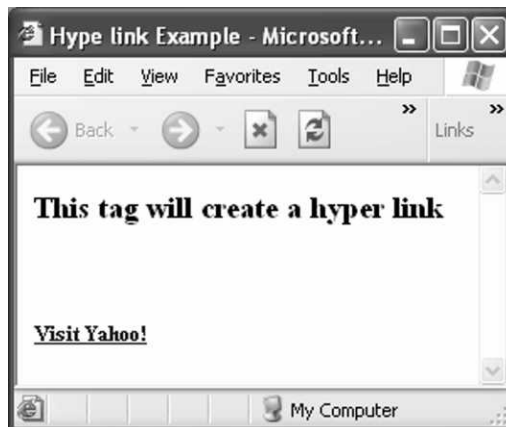 Hype link Example - Microsoft...
File Edit View Favorites Tools Help
Back Links
This tag will create a hyper link
Visit Yahoo!
My Computer